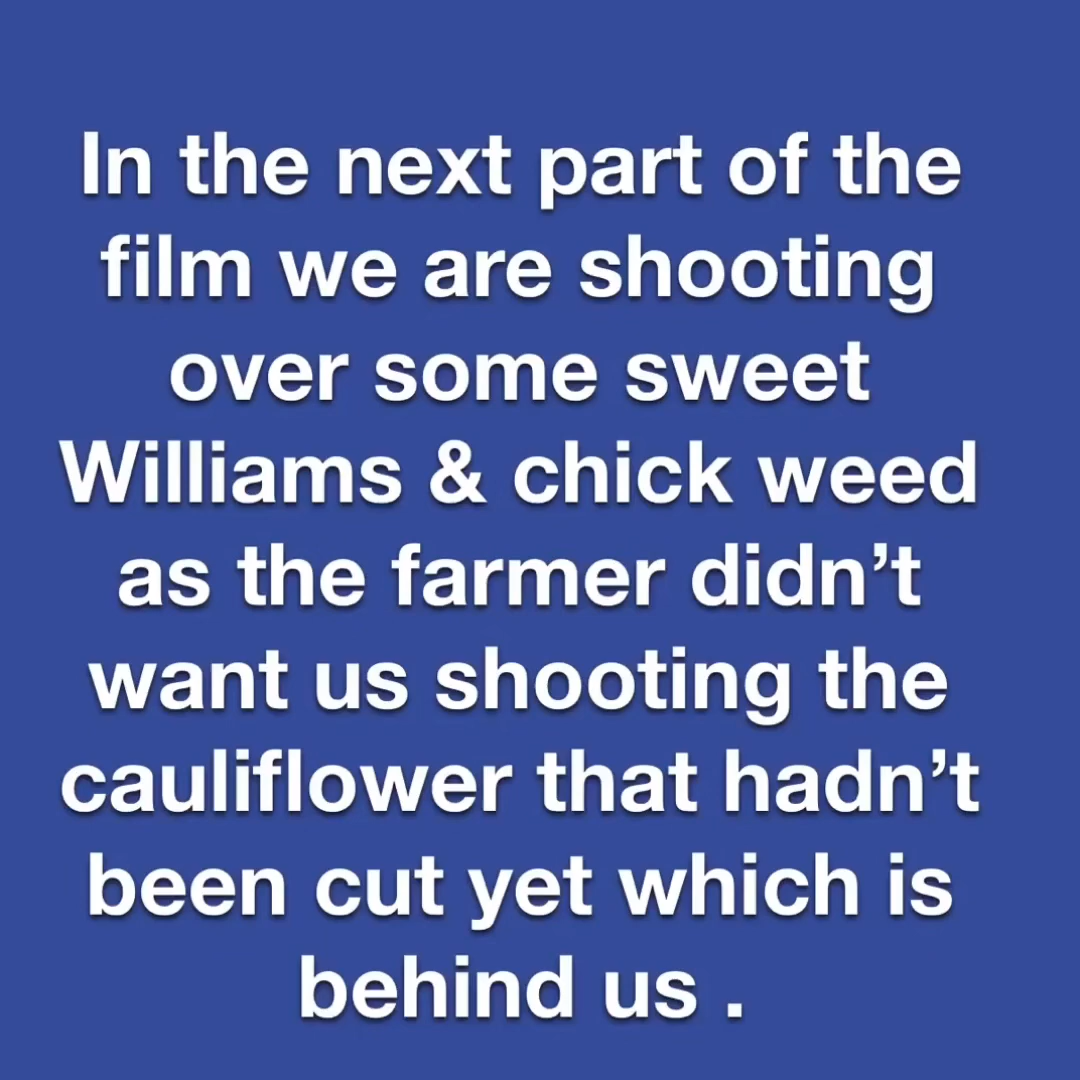 In the next part of the
film we are shooting
over some sweet
Williams & chick weed
as the farmer didn’t
want us shooting the
cauliflower that hadn’t
been cut yet which is
behind us .